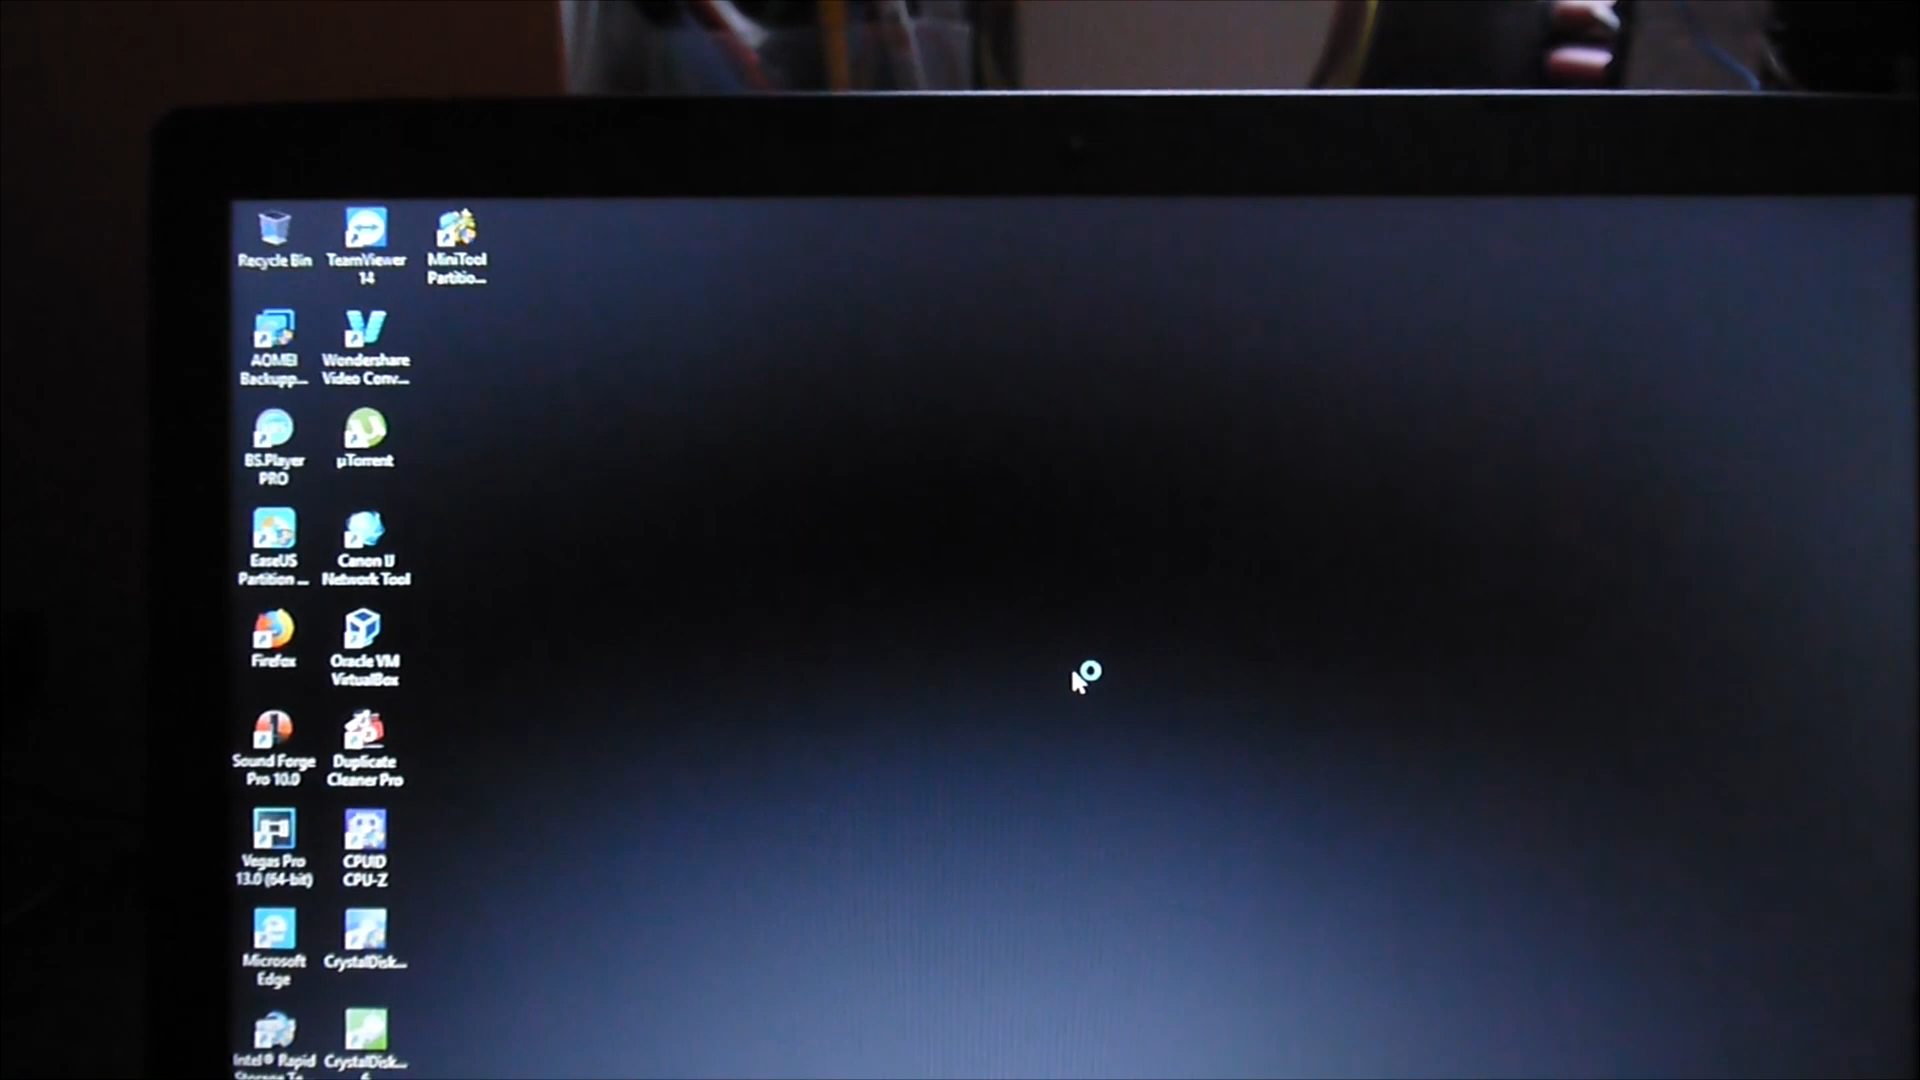 Recycle Bin
TeamViewer
14
MiniTool
Partitio...
AOMEI
Backupp...
Wondershare
Video Conv...
BS.Player
PRO
µTorrent
EaseUS
Partition ...
Canon IJ
Network Tool
Firefox
Oracle VM
VirtualBox
Sound Forge
Pro 10.0
Duplicate
Cleaner Pro
Vegas Pro
13.0 (64-bit)
CPUID
CPU-Z
Microsoft
Edge
CrystalDisk...
Intel® Rapid
Storage Te...
CrystalDisk...